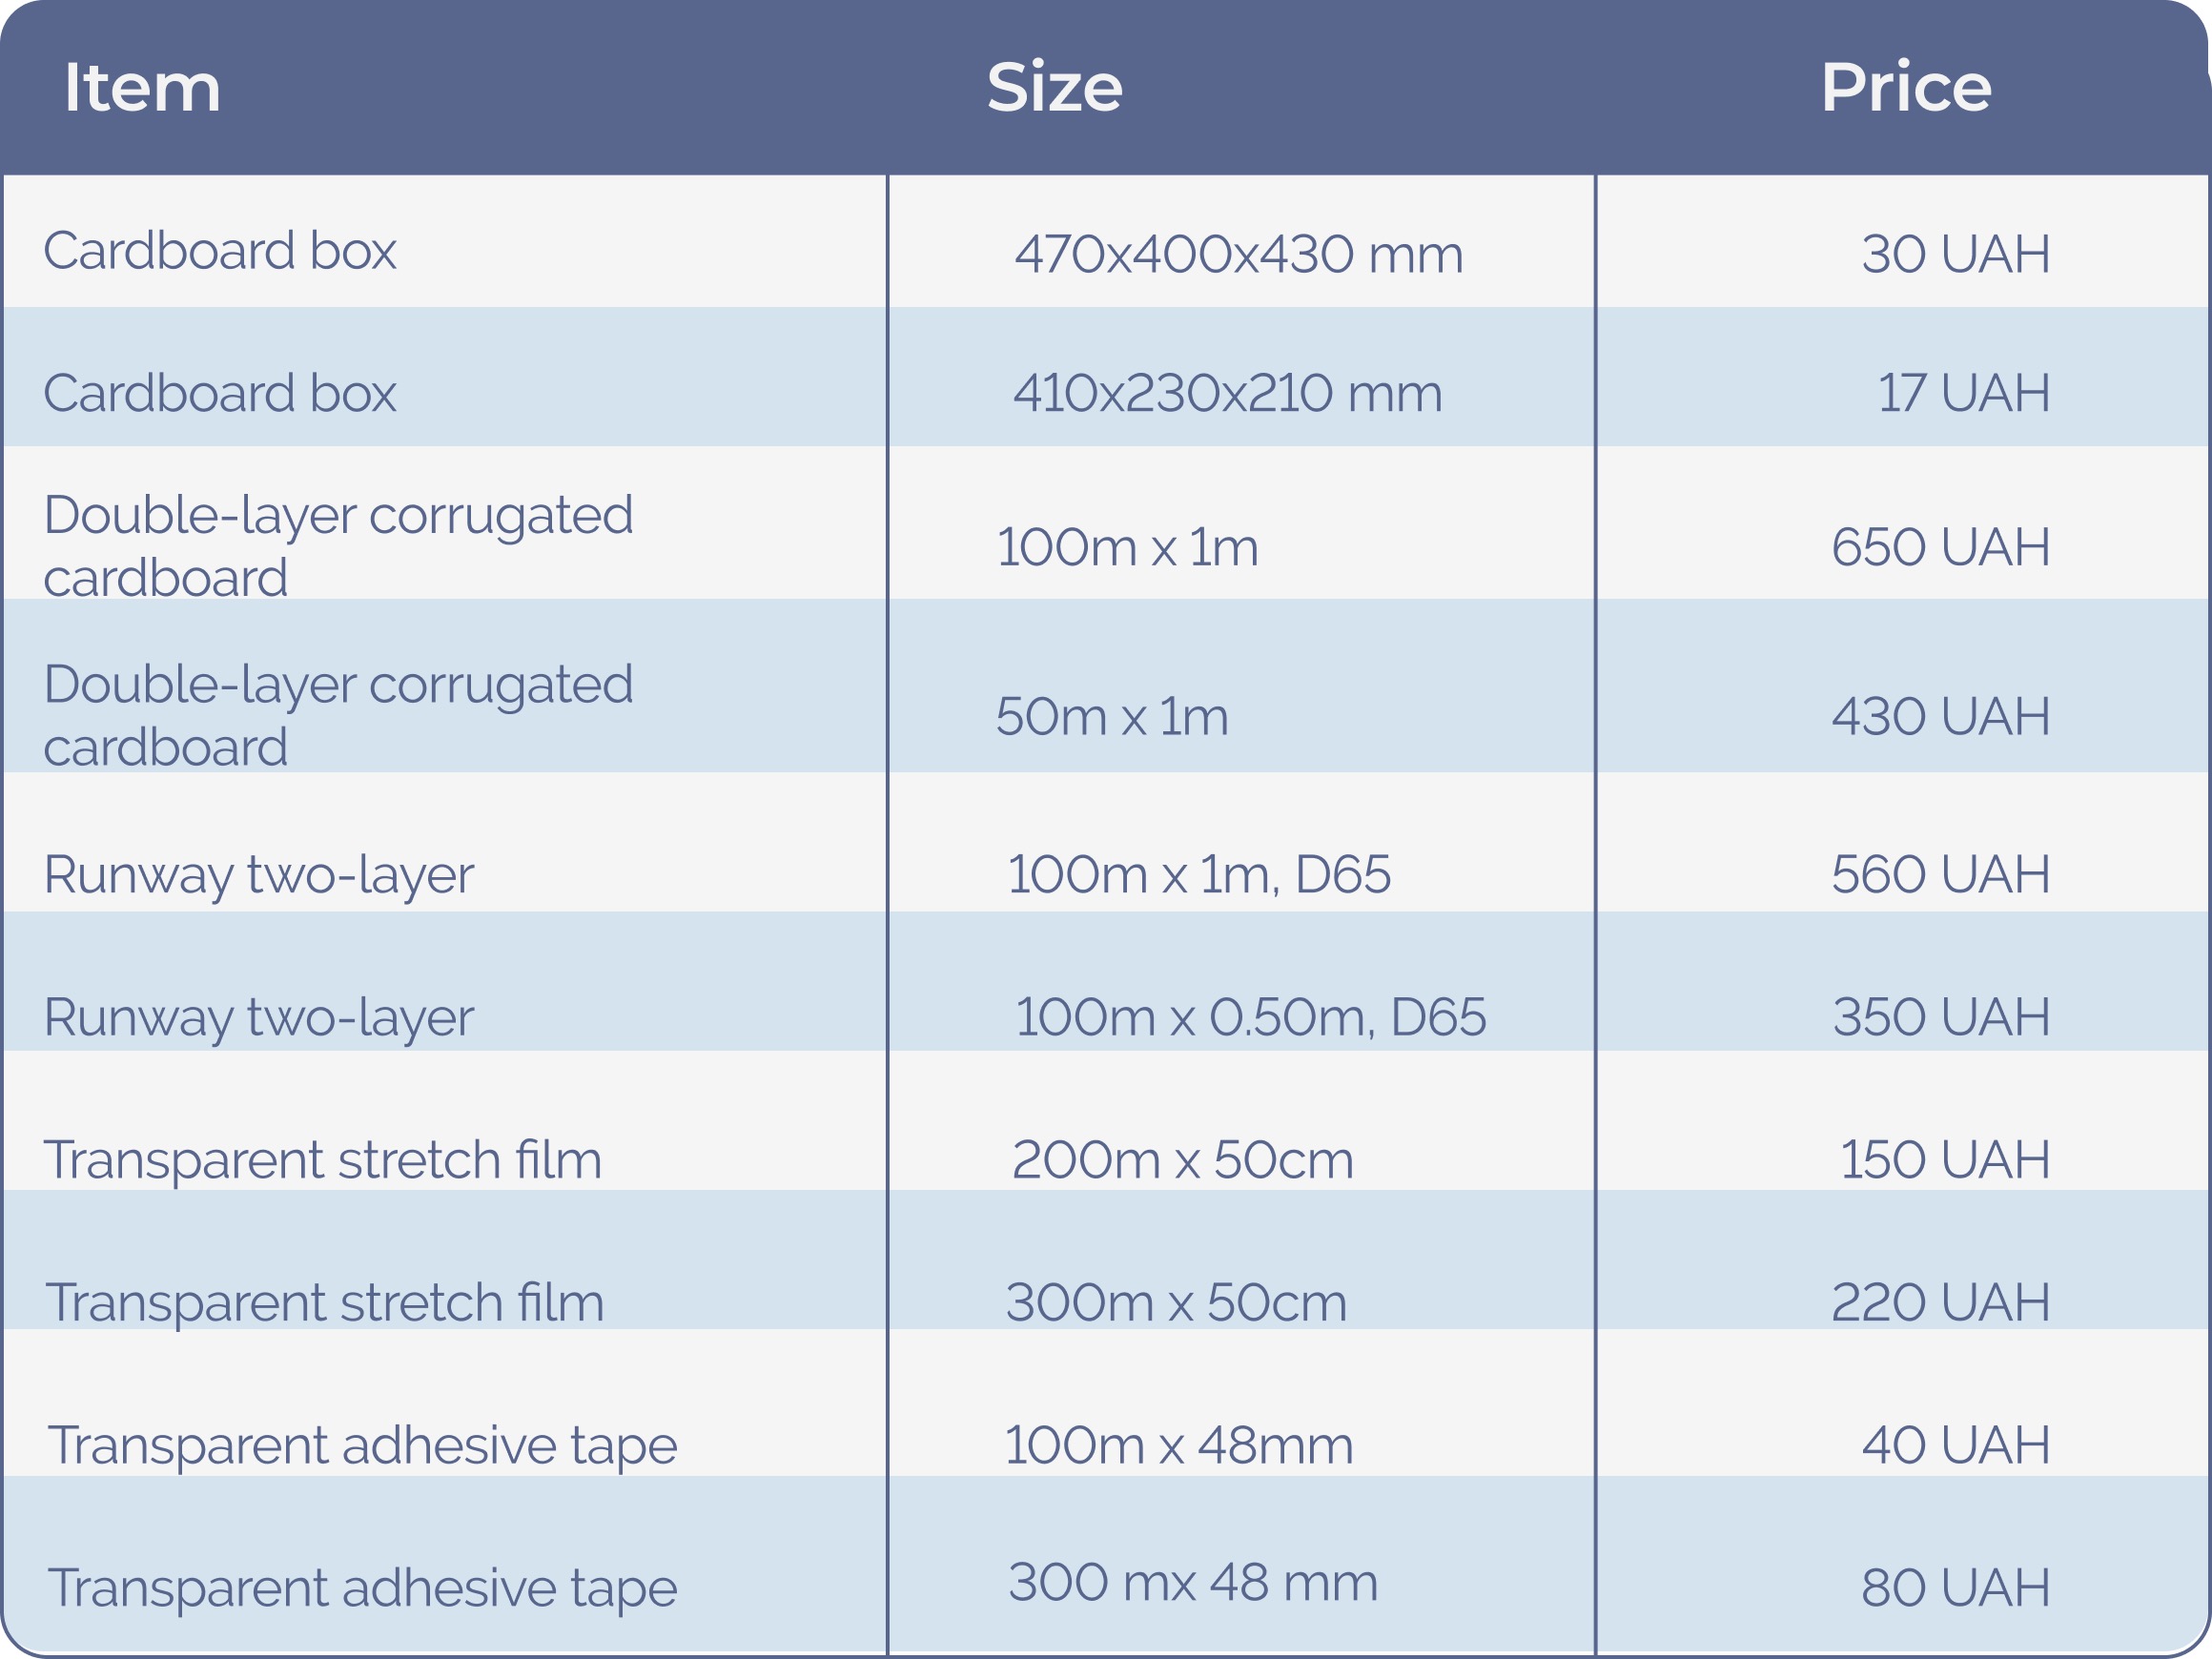 Item Size Price
Cardboard box 470x400x430 mm 30 UAH
Cardboard box 410x230x210 mm 17 UAH
Double-layer corrugated
cardboard 100m x 1m 650 UAH
Double-layer corrugated
cardboard 50m x 1m 430 UAH
Runway two-layer 100m x 1m, D65 560 UAH
Runway two-layer 100m x 0.50m, D65 350 UAH
Transparent stretch film 200m x 50cm 150 UAH
Transparent stretch film 300m x 50cm 220 UAH
Transparent adhesive tape 100m x 48mm 40 UAH
Transparent adhesive tape 300 mx 48 mm 80 UAH